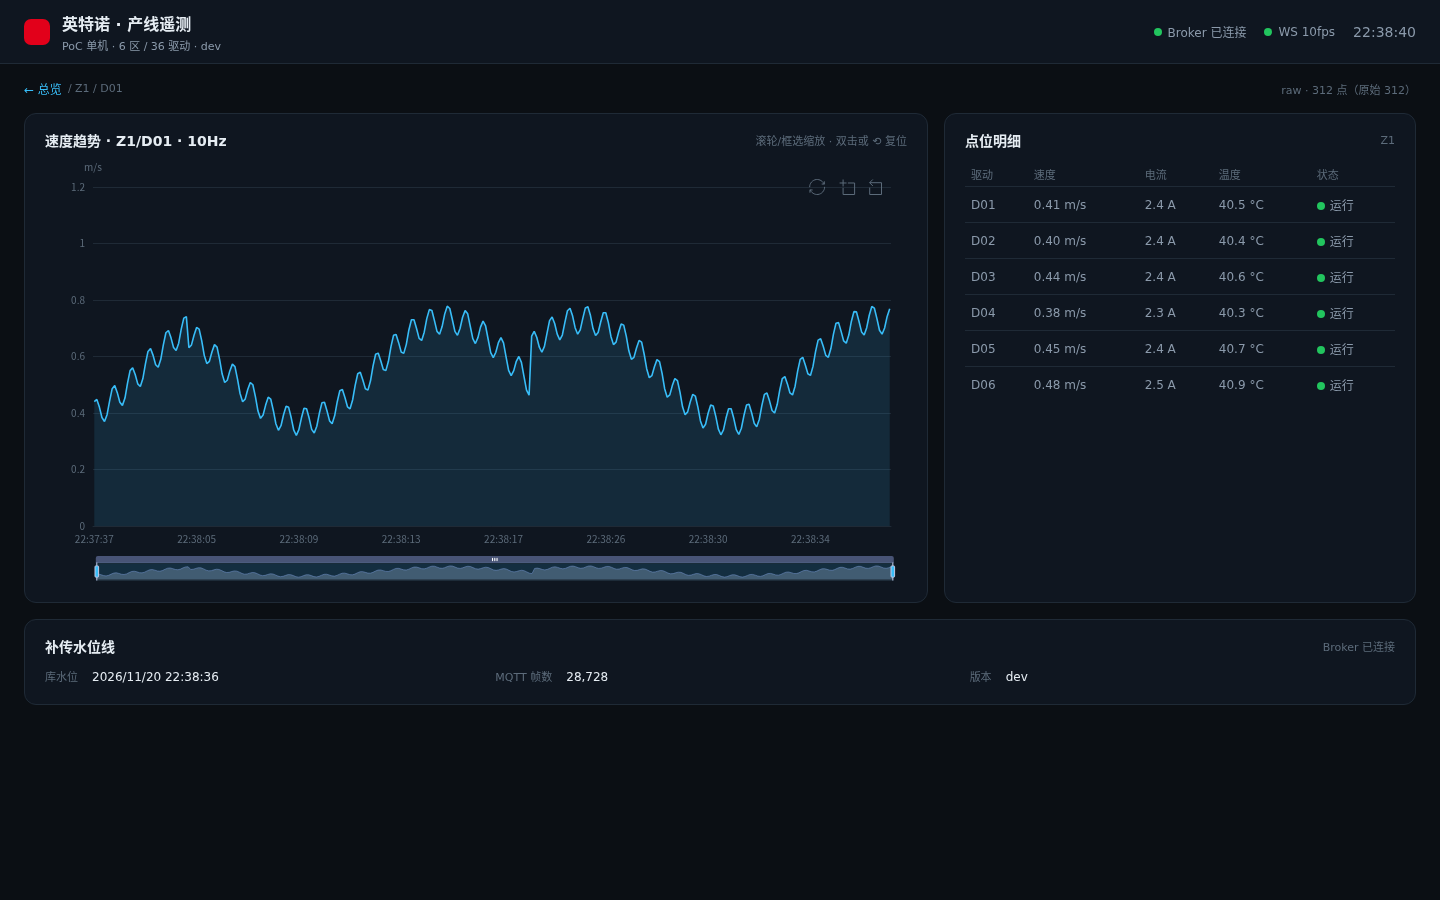 英特诺 · 产线遥测
PoC 单机 · 6 区 / 36 驱动 · dev
Broker 已连接
WS 10fps
22:38:40
← 总览 / Z1 / D01
raw · 312 点（原始 312）
速度趋势 · Z1/D01 · 10Hz
滚轮/框选缩放 · 双击或 ⟲ 复位
m/s
1.2
1
0.8
0.6
0.4
0.2
0
22:37:37 22:38:05 22:38:09 22:38:13 22:38:17 22:38:26 22:38:30 22:38:34
点位明细
Z1
驱动 速度 电流 温度 状态
D01 0.41 m/s 2.4 A 40.5 °C 运行
D02 0.40 m/s 2.4 A 40.4 °C 运行
D03 0.44 m/s 2.4 A 40.6 °C 运行
D04 0.38 m/s 2.3 A 40.3 °C 运行
D05 0.45 m/s 2.4 A 40.7 °C 运行
D06 0.48 m/s 2.5 A 40.9 °C 运行
补传水位线
Broker 已连接
库水位 2026/11/20 22:38:36
MQTT 帧数 28,728
版本 dev